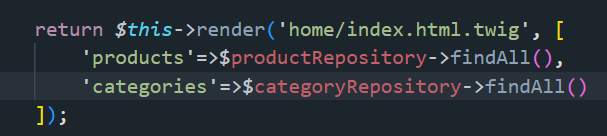 return $this->render('home/index.html.twig', [
    'products'=>$productRepository->findAll(),
    'categories'=>$categoryRepository->findAll()
]);